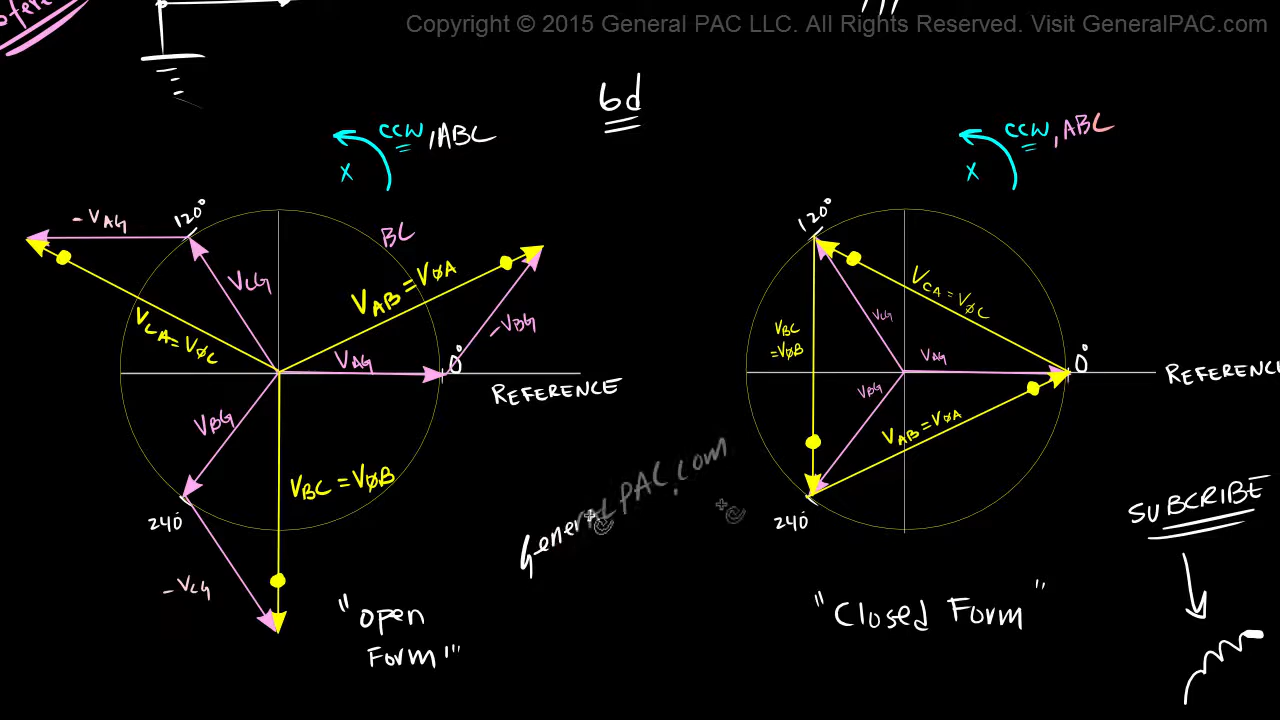 Copyright © 2015 General PAC LLC. All Rights Reserved. Visit GeneralPAC.com
6d
CCW, ABC
X
120°
-VAG
VCG
BC
VAB = VØA
-VBG
VCA = VØC
VAG
0°
REFERENCE
VBG
VBC = VØB
240°
-VCG
"Open
Form"
GeneralPAC.com
CCW, ABC
X
120°
VCA = VØC
VCG
VBC
= VØB
VAG
0°
REFERENCE
VBG
VAB = VØA
240°
"Closed Form"
SUBCRIBE